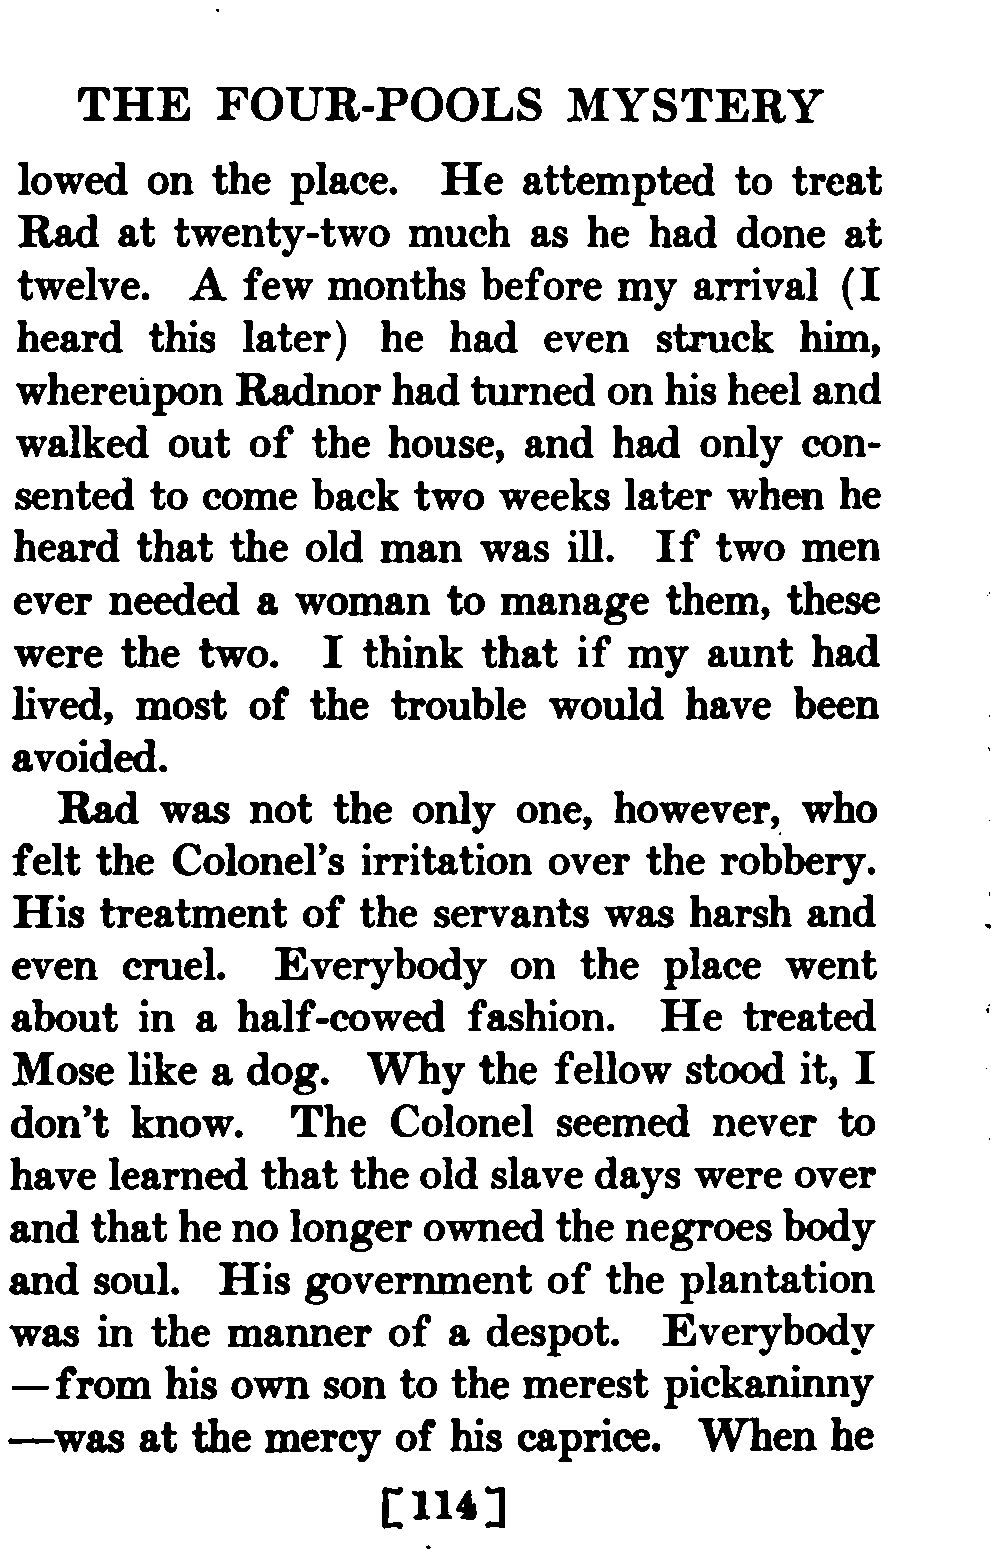 THE FOUR-POOLS MYSTERY
lowed on the place. He attempted to treat
Rad at twenty-two much as he had done at
twelve. A few months before my arrival (I
heard this later) he had even struck him,
whereupon Radnor had turned on his heel and
walked out of the house, and had only con-
sented to come back two weeks later when he
heard that the old man was ill. If two men
ever needed a woman to manage them, these
were the two. I think that if my aunt had
lived, most of the trouble would have been
avoided.
Rad was not the only one, however, who
felt the Colonel's irritation over the robbery.
His treatment of the servants was harsh and
even cruel. Everybody on the place went
about in a half-cowed fashion. He treated
Mose like a dog. Why the fellow stood it, I
don't know. The Colonel seemed never to
have learned that the old slave days were over
and that he no longer owned the negroes body
and soul. His government of the plantation
was in the manner of a despot. Everybody
—from his own son to the merest pickaninny
—was at the mercy of his caprice. When he
[114]